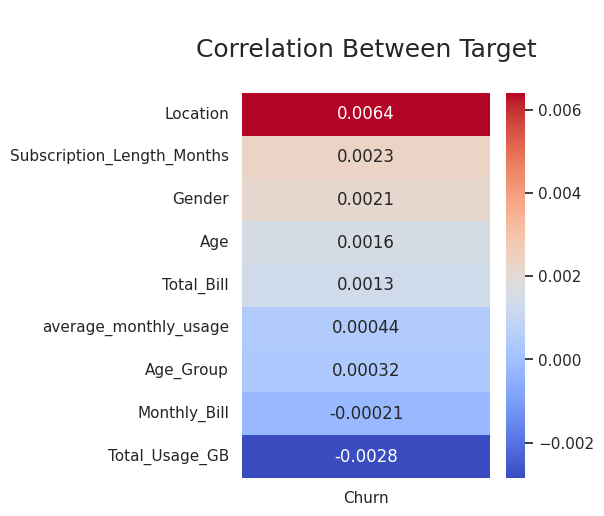 Correlation Between Target
Location 0.0064
Subscription_Length_Months 0.0023
Gender 0.0021
Age 0.0016
Total_Bill 0.0013
average_monthly_usage 0.00044
Age_Group 0.00032
Monthly_Bill -0.00021
Total_Usage_GB -0.0028
Churn
0.006
0.004
0.002
0.000
−0.002